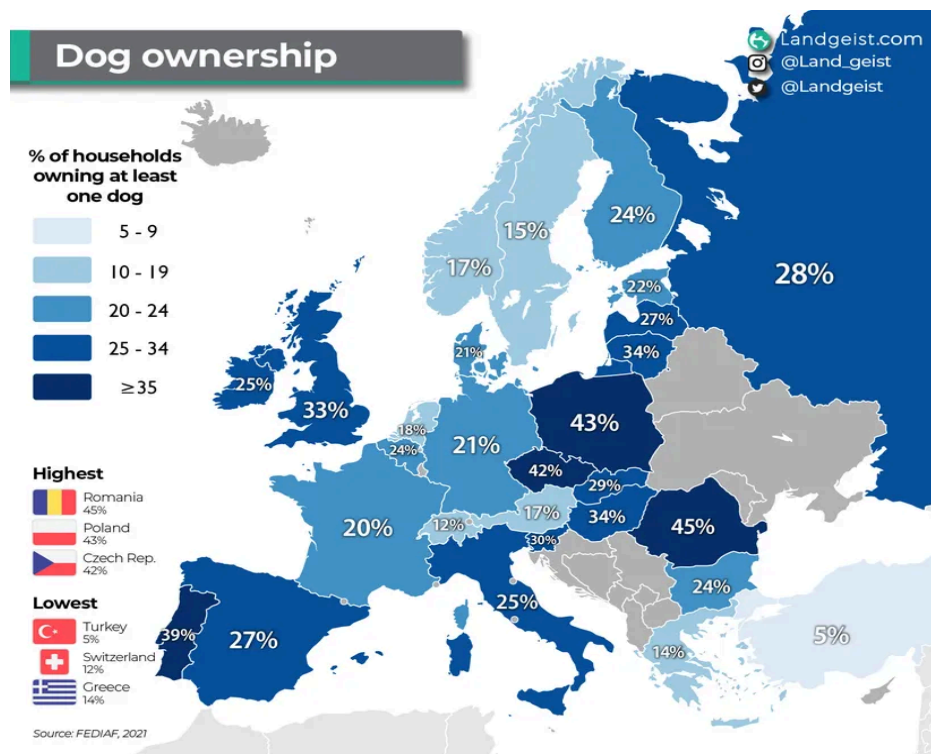 Dog ownership
Landgeist.com
@Land_geist
@Landgeist
% of households
owning at least
one dog
5 - 9
10 - 19
20 - 24
25 - 34
≥35
24%
15%
17%
28%
22%
27%
34%
21%
25%
33%
18%
24%
21%
43%
42%
29%
20%
12%
17%
34%
30%
45%
25%
24%
39%
27%
14%
5%
Highest
Romania
45%
Poland
43%
Czech Rep.
42%
Lowest
Turkey
5%
Switzerland
12%
Greece
14%
Source: FEDIAF, 2021